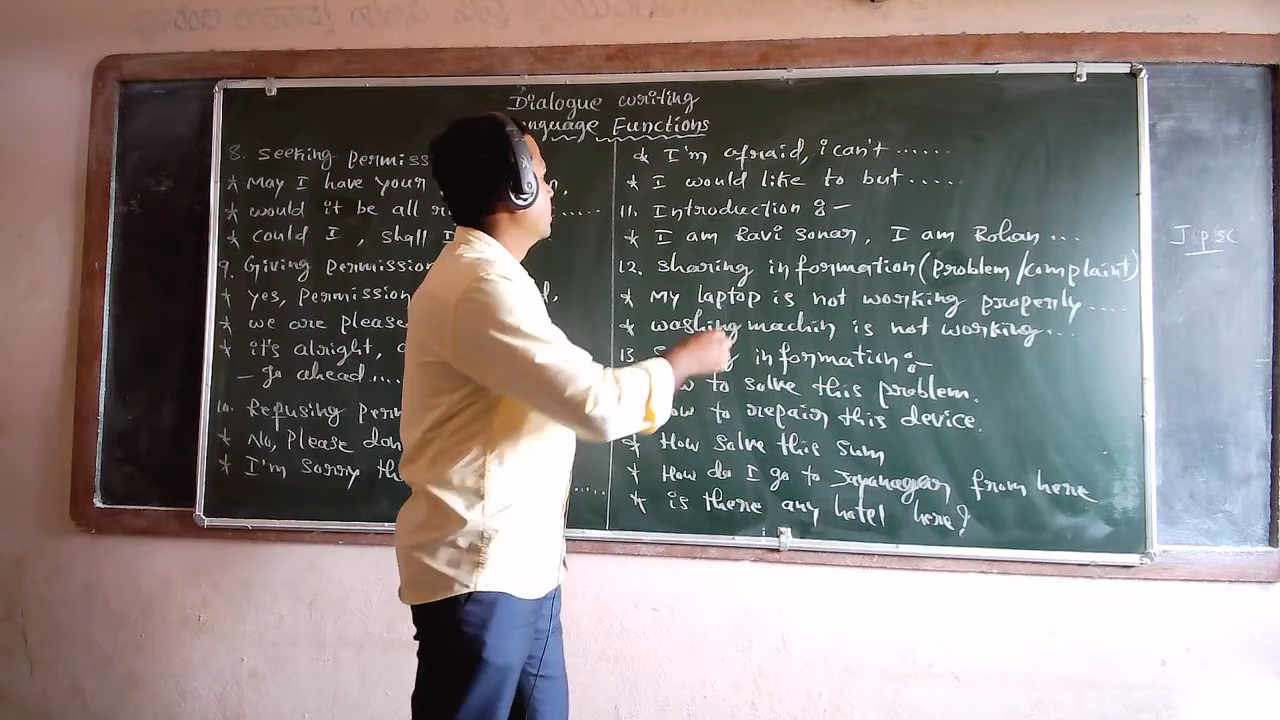 Dialogue writing
nguage Functions
8. Seeking permiss
* May I have your
* would it be all
* could I, shall I
9. Giving permission
* yes, permission
* we are please
* it's alright,
- go ahead....
10. Refusing perm
* No, Please don
* I'm sorry th
* I'm afraid, i can't ......
* I would like to but .....
11. Introduction :-
* I am Ravi Sonar, I am Rohan ...
12. Sharing information (Problem/complaint)
* My laptop is not working properly ....
* washing machin is not working...
13. information :-
to solve this problem.
to repair this device.
* How solve this sum
* How do I go to Jayanagar from here
* is there any hotel here?